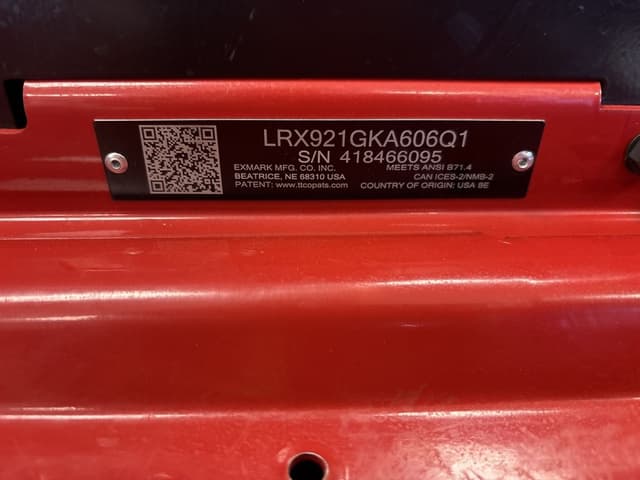 LRX921GKA606Q1
S/N 418466095
EXMARK MFG. CO. INC. MEETS ANSI B71.4
BEATRICE, NE 68310 USA CAN ICES-2/NMB-2
PATENT: www.ttcopats.com COUNTRY OF ORIGIN: USA 8E